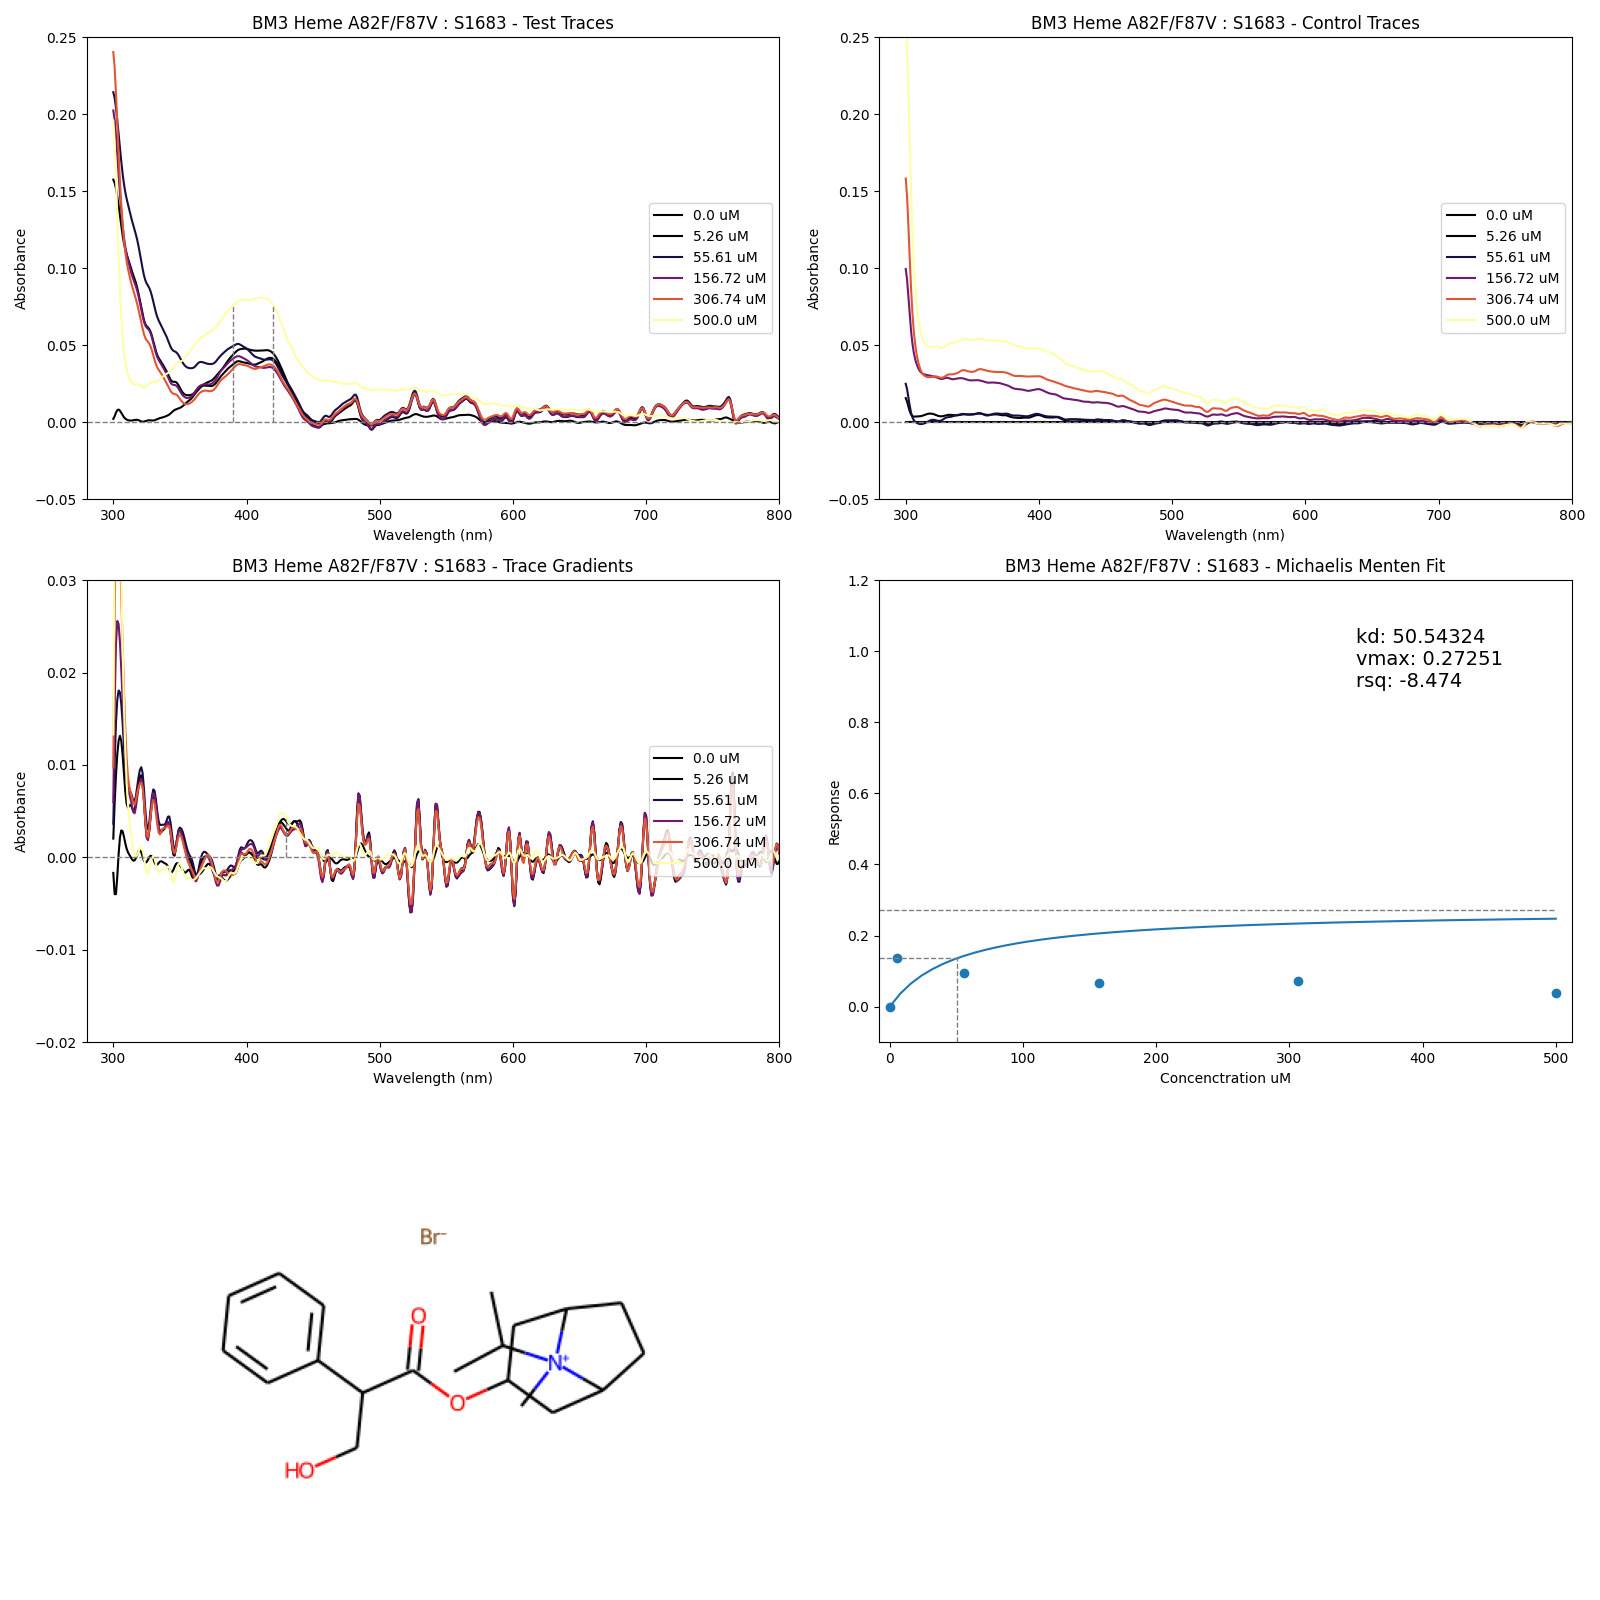 BM3 Heme A82F/F87V : S1683 - Test Traces
0.25
0.20
0.15
0.10
0.05
0.00
−0.05
Absorbance
300
400
500
600
700
800
Wavelength (nm)
0.0 uM
5.26 uM
55.61 uM
156.72 uM
306.74 uM
500.0 uM
BM3 Heme A82F/F87V : S1683 - Control Traces
0.25
0.20
0.15
0.10
0.05
0.00
−0.05
Absorbance
300
400
500
600
700
800
Wavelength (nm)
0.0 uM
5.26 uM
55.61 uM
156.72 uM
306.74 uM
500.0 uM
BM3 Heme A82F/F87V : S1683 - Trace Gradients
0.03
0.02
0.01
0.00
−0.01
−0.02
Absorbance
300
400
500
600
700
800
Wavelength (nm)
0.0 uM
5.26 uM
55.61 uM
156.72 uM
306.74 uM
500.0 uM
BM3 Heme A82F/F87V : S1683 - Michaelis Menten Fit
1.2
1.0
0.8
0.6
0.4
0.2
0.0
Response
0
100
200
300
400
500
Concenctration uM
kd: 50.54324
vmax: 0.27251
rsq: -8.474
Br⁻
O
N⁺
O
HO